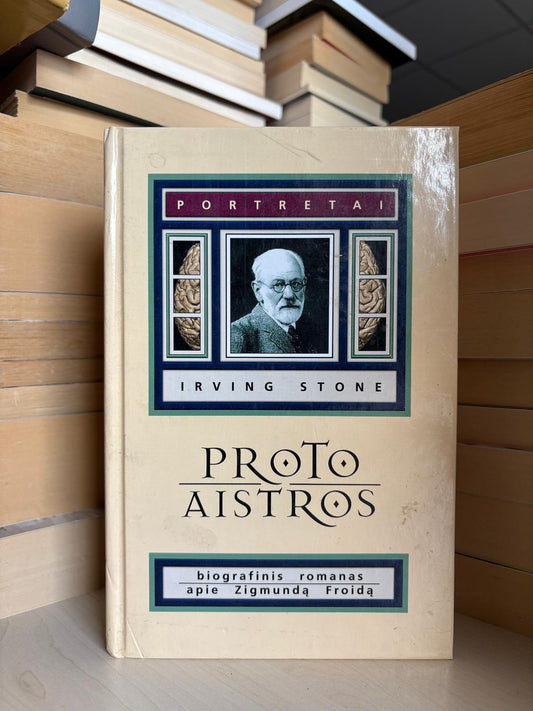 PORTRETAI
IRVING STONE
PROTO
AISTROS
biografinis romanas
apie Zigmundą Froidą